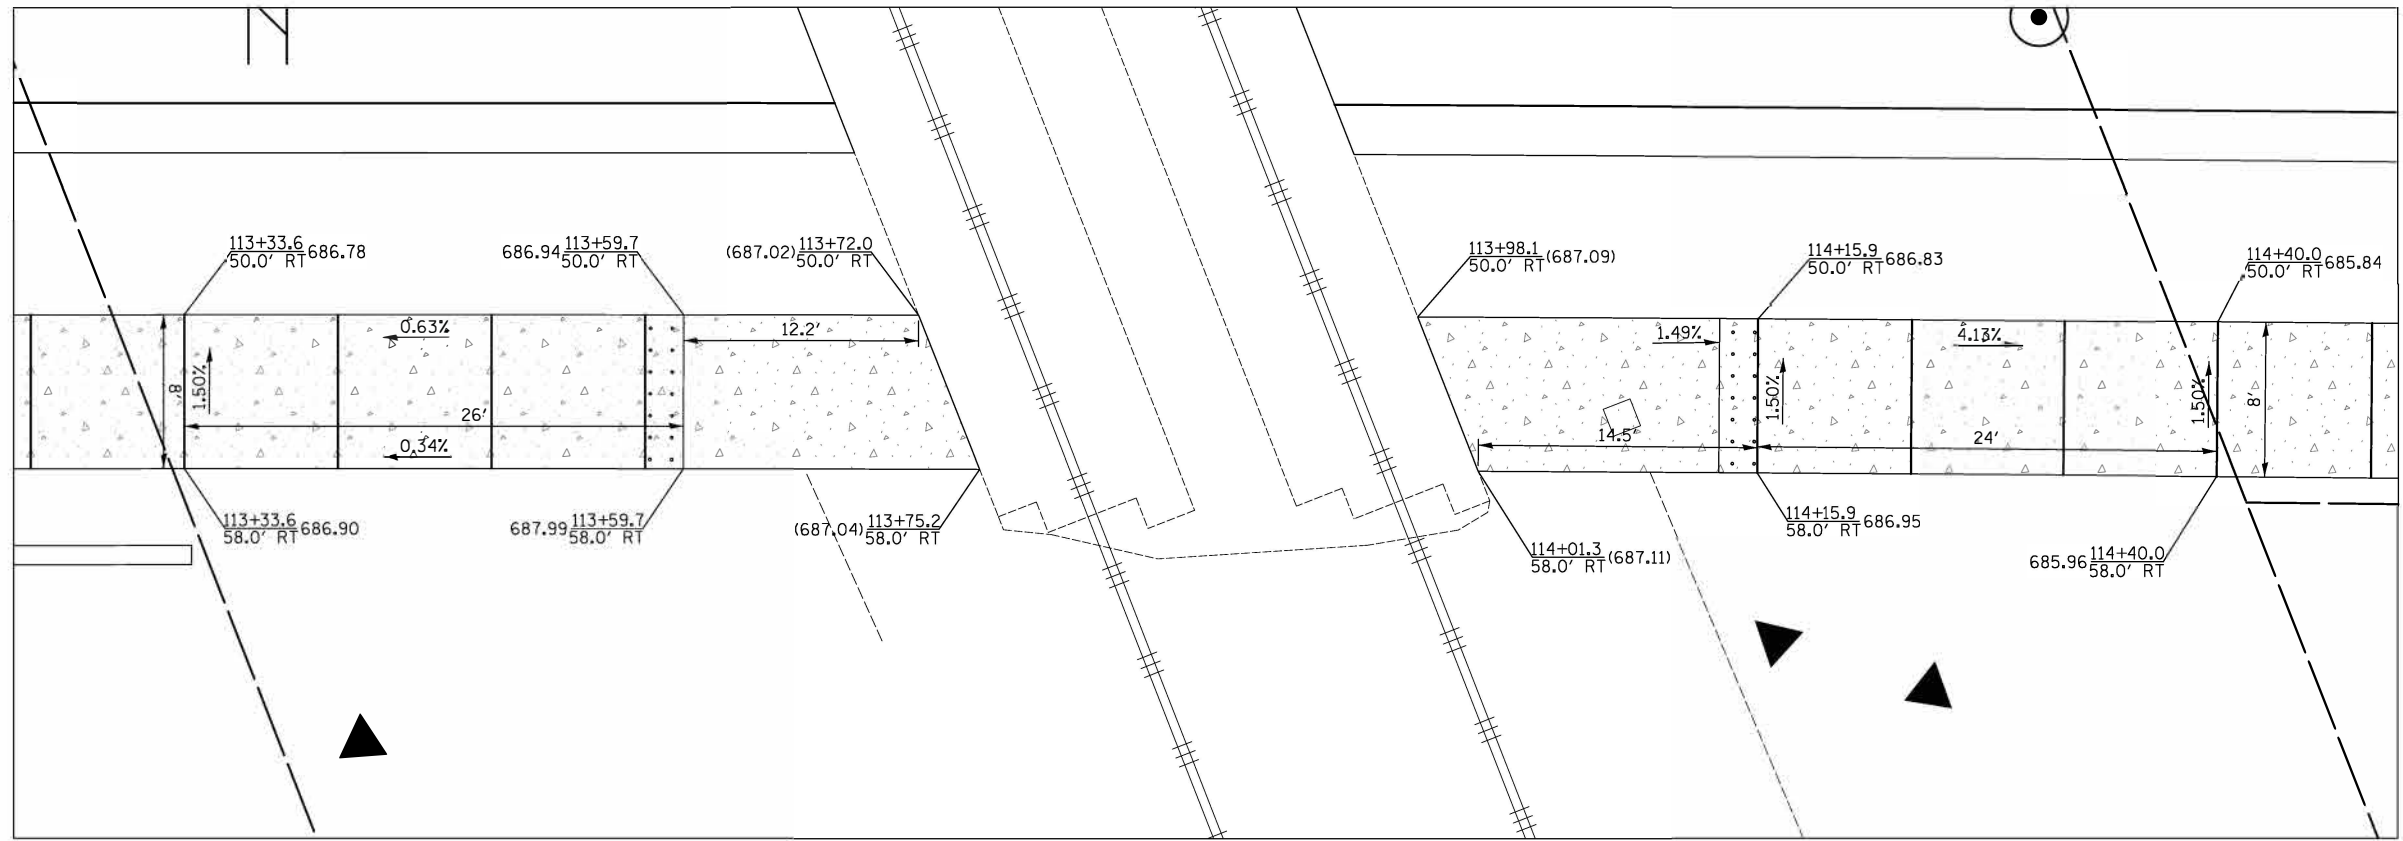 N
113+33.6
50.0' RT 686.78
686.94 113+59.7
50.0' RT
(687.02) 113+72.0
50.0' RT
113+98.1
50.0' RT (687.09)
114+15.9
50.0' RT 686.83
114+40.0
50.0' RT 685.84
0.63%
12.2'
1.49%
4.13%
8'
1.50%
26'
0.34%
14.5'
1.50%
24'
1.50%
8'
113+33.6
58.0' RT 686.90
687.99 113+59.7
58.0' RT
(687.04) 113+75.2
58.0' RT
114+01.3
58.0' RT (687.11)
114+15.9
58.0' RT 686.95
685.96 114+40.0
58.0' RT